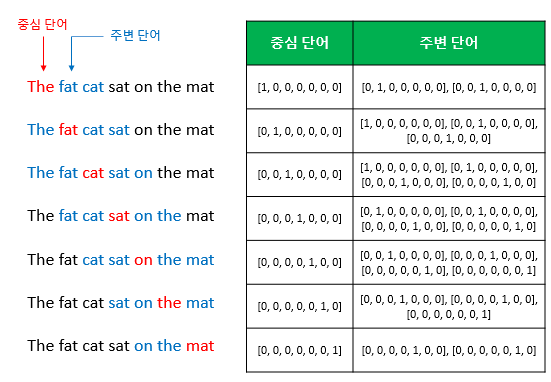 중심 단어
주변 단어
The fat cat sat on the mat
The fat cat sat on the mat
The fat cat sat on the mat
The fat cat sat on the mat
The fat cat sat on the mat
The fat cat sat on the mat
The fat cat sat on the mat
중심 단어 주변 단어
[1, 0, 0, 0, 0, 0, 0] [0, 1, 0, 0, 0, 0, 0], [0, 0, 1, 0, 0, 0, 0]
[0, 1, 0, 0, 0, 0, 0] [1, 0, 0, 0, 0, 0, 0], [0, 0, 1, 0, 0, 0, 0],
[0, 0, 0, 1, 0, 0, 0]
[0, 0, 1, 0, 0, 0, 0] [1, 0, 0, 0, 0, 0, 0], [0, 1, 0, 0, 0, 0, 0],
[0, 0, 0, 1, 0, 0, 0], [0, 0, 0, 0, 1, 0, 0]
[0, 0, 0, 1, 0, 0, 0] [0, 1, 0, 0, 0, 0, 0], [0, 0, 1, 0, 0, 0, 0],
[0, 0, 0, 0, 1, 0, 0], [0, 0, 0, 0, 0, 1, 0]
[0, 0, 0, 0, 1, 0, 0] [0, 0, 1, 0, 0, 0, 0], [0, 0, 0, 1, 0, 0, 0],
[0, 0, 0, 0, 0, 1, 0], [0, 0, 0, 0, 0, 0, 1]
[0, 0, 0, 0, 0, 1, 0] [0, 0, 0, 1, 0, 0, 0], [0, 0, 0, 0, 1, 0, 0],
[0, 0, 0, 0, 0, 0, 1]
[0, 0, 0, 0, 0, 0, 1] [0, 0, 0, 0, 1, 0, 0], [0, 0, 0, 0, 0, 1, 0]